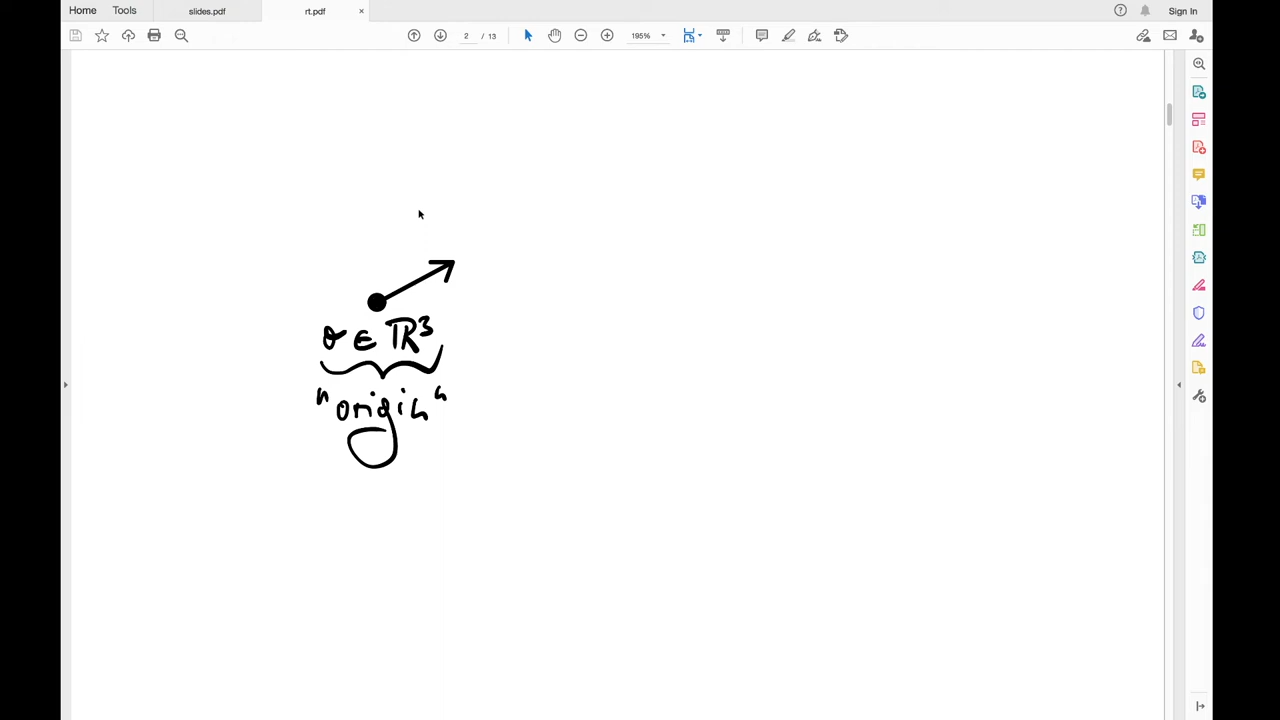 Home Tools slides.pdf rt.pdf × Sign In
2 / 13 195%
o ∈ ℝ³
"origin"